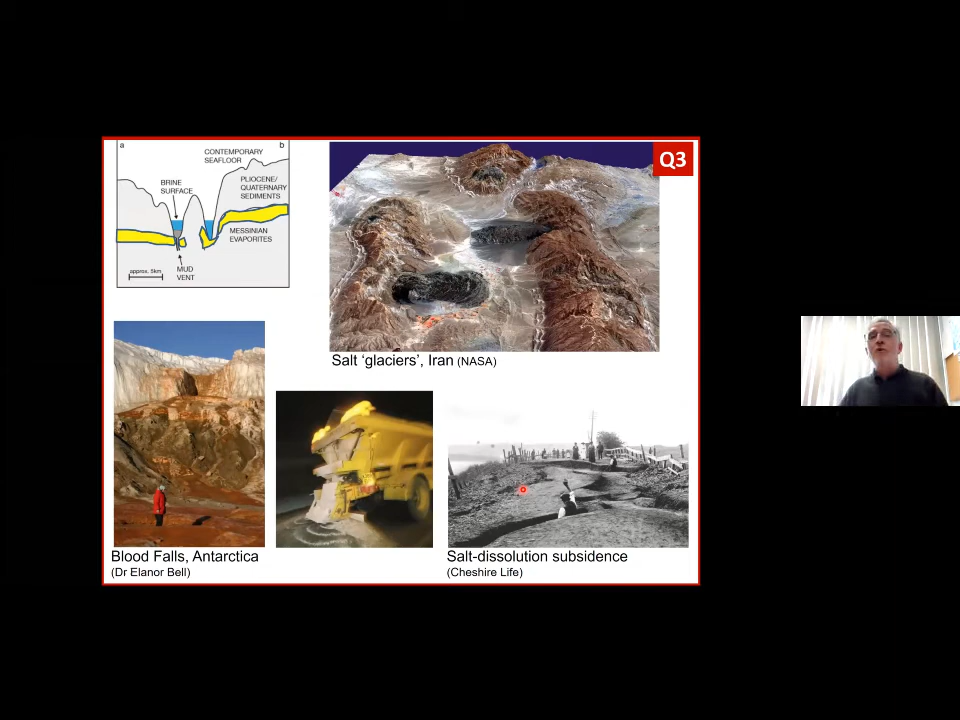 a
b
CONTEMPORARY
SEAFLOOR
BRINE
SURFACE
PLIOCENE/
QUATERNARY
SEDIMENTS
MESSINIAN
EVAPORITES
MUD
VENT
approx. 5km
Q3
Salt ‘glaciers’, Iran (NASA)
Blood Falls, Antarctica
(Dr Elanor Bell)
Salt-dissolution subsidence
(Cheshire Life)